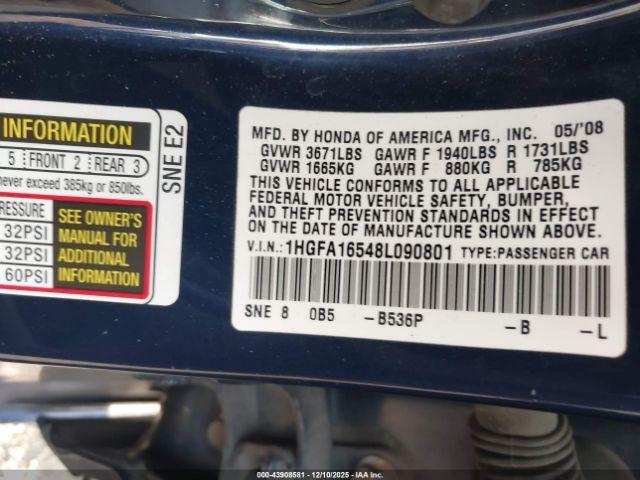 INFORMATION
5 FRONT 2 REAR 3
never exceed 385kg or 850lbs.
PRESSURE
32PSI
32PSI
60PSI
SEE OWNER'S
MANUAL FOR
ADDITIONAL
INFORMATION
SNE E2
MFD. BY HONDA OF AMERICA MFG., INC. 05/'08
GVWR 3671LBS GAWR F 1940LBS R 1731LBS
GVWR 1665KG GAWR F 880KG R 785KG
THIS VEHICLE CONFORMS TO ALL APPLICABLE
FEDERAL MOTOR VEHICLE SAFETY, BUMPER,
AND THEFT PREVENTION STANDARDS IN EFFECT
ON THE DATE OF MANUFACTURE SHOWN ABOVE.
V.I.N.: 1HGFA16548L090801 TYPE:PASSENGER CAR
SNE 8 0B5 -B536P -B -L
000-43908581 - 12/10/2025 - IAA Inc.